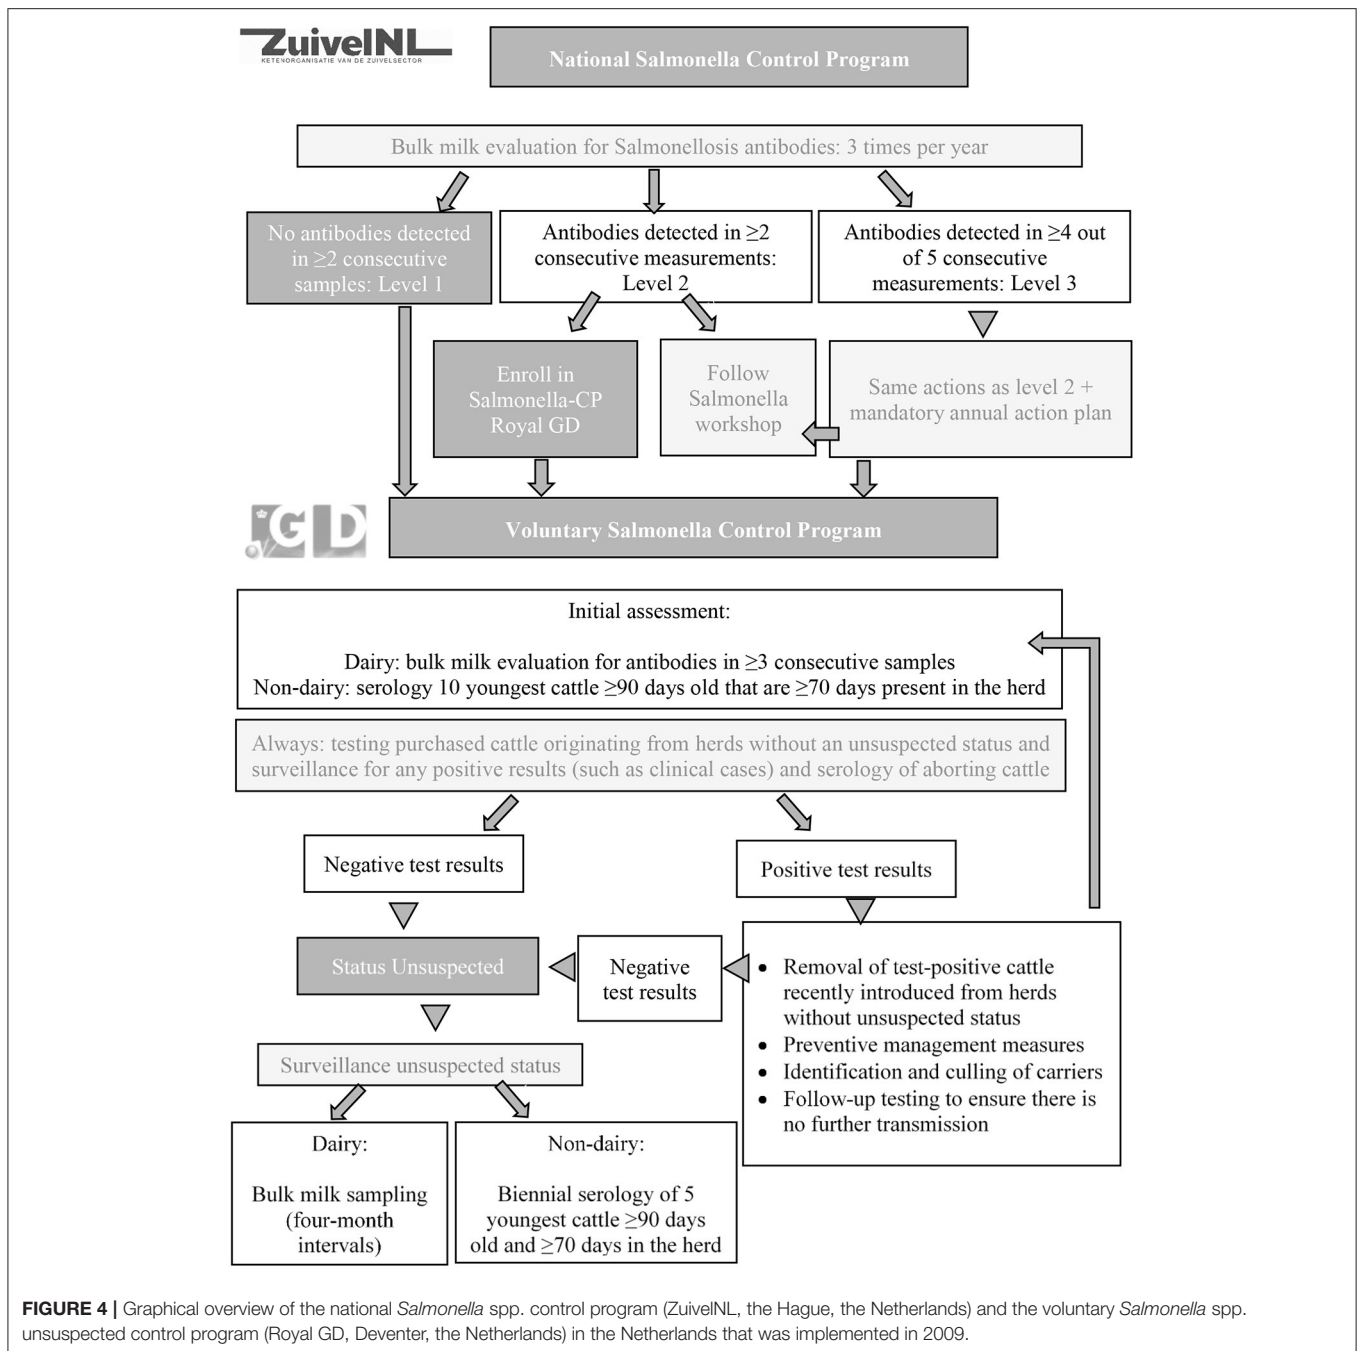 ZuivelNL
KETENORGANISATIE VAN DE ZUIVELSECTOR
National Salmonella Control Program
Bulk milk evaluation for Salmonellosis antibodies: 3 times per year
No antibodies detected
in ≥2 consecutive
samples: Level 1
Antibodies detected in ≥2
consecutive measurements:
Level 2
Antibodies detected in ≥4 out
of 5 consecutive
measurements: Level 3
Enroll in
Salmonella-CP
Royal GD
Follow
Salmonella
workshop
Same actions as level 2 +
mandatory annual action plan
GD
Voluntary Salmonella Control Program
Initial assessment:
Dairy: bulk milk evaluation for antibodies in ≥3 consecutive samples
Non-dairy: serology 10 youngest cattle ≥90 days old that are ≥70 days present in the herd
Always: testing purchased cattle originating from herds without an unsuspected status and
surveillance for any positive results (such as clinical cases) and serology of aborting cattle
Negative test results
Positive test results
Status Unsuspected
Negative
test results
• Removal of test-positive cattle
recently introduced from herds
without unsuspected status
• Preventive management measures
• Identification and culling of carriers
• Follow-up testing to ensure there is
no further transmission
Surveillance unsuspected status
Dairy:
Bulk milk sampling
(four-month
intervals)
Non-dairy:
Biennial serology of 5
youngest cattle ≥90 days
old and ≥70 days in the herd
FIGURE 4 | Graphical overview of the national Salmonella spp. control program (ZuivelNL, the Hague, the Netherlands) and the voluntary Salmonella spp.
unsuspected control program (Royal GD, Deventer, the Netherlands) in the Netherlands that was implemented in 2009.